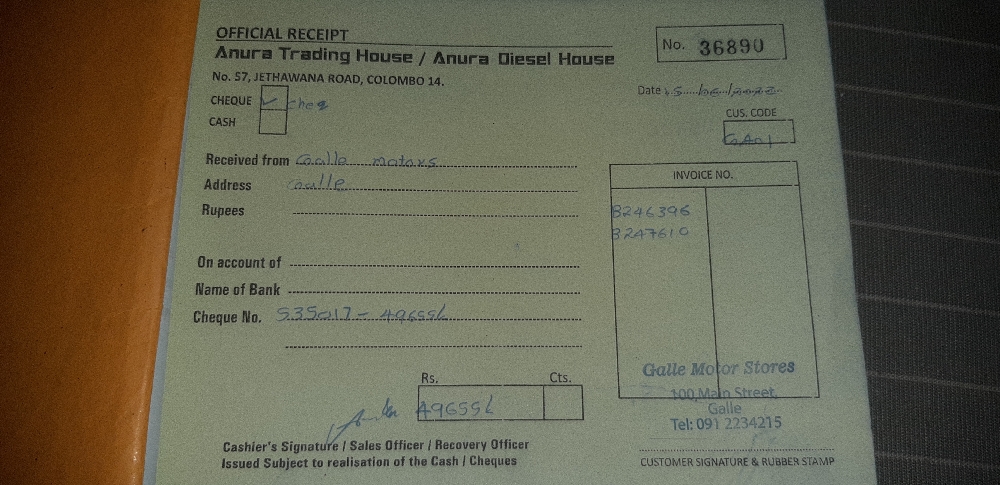 OFFICIAL RECEIPT
Anura Trading House / Anura Diesel House
No. 57, JETHAWANA ROAD, COLOMBO 14.
No. 36890
CHEQUE ✓ cheq
CASH
Date
CUS. CODE
GA01
Received from Galle motors
Address Galle
Rupees
On account of
Name of Bank
Cheque No. 535017 -
INVOICE NO.
B246396
B247610
Rs. Cts.
Galle Motor Stores
100, Main Street,
Galle
Tel: 091 2234215
Cashier's Signature / Sales Officer / Recovery Officer
Issued Subject to realisation of the Cash / Cheques
CUSTOMER SIGNATURE & RUBBER STAMP